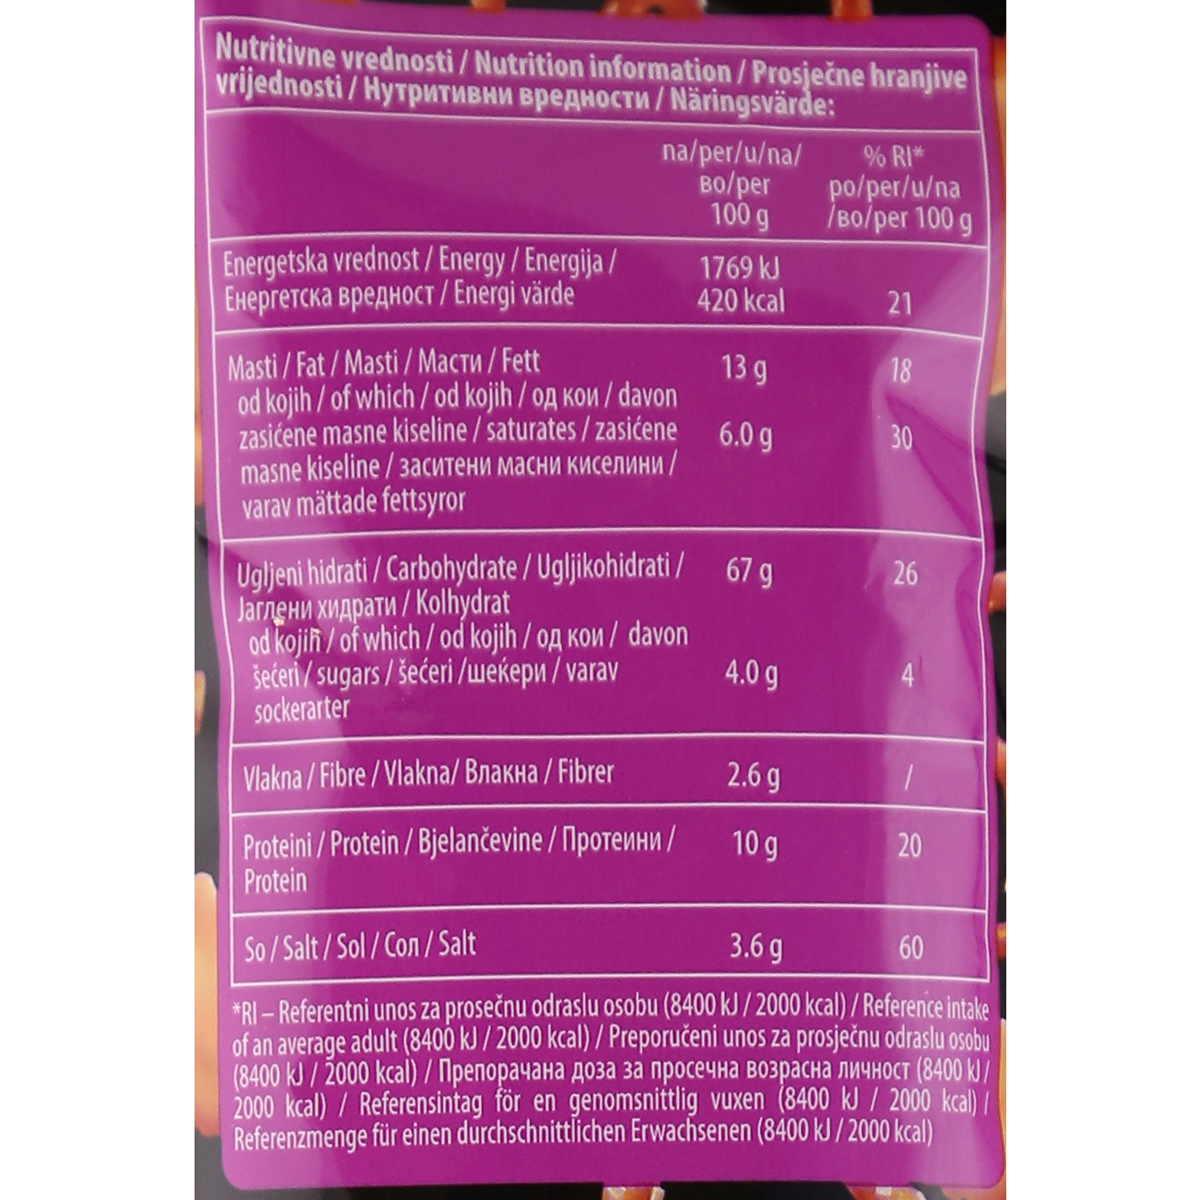 Nutritivne vrednosti / Nutrition information / Prosječne hranjive
vrijednosti / Нутритивни вредности / Näringsvärde:
na/per/u/na/
во/per
100 g
% RI*
po/per/u/na
/во/per 100 g
Energetska vrednost / Energy / Energija /
Енергетска вредност / Energi värde
1769 kJ
420 kcal
21
Masti / Fat / Masti / Масти / Fett
13 g
18
od kojih / of which / od kojih / од кои / davon
zasićene masne kiseline / saturates / zasićene
6.0 g
30
masne kiseline / заситени масни киселини /
varav mättade fettsyror
Ugljeni hidrati / Carbohydrate / Ugljikohidrati /
67 g
26
Јаглени хидрати / Kolhydrat
od kojih / of which / od kojih / од кои / davon
šećeri / sugars / šećeri /шеќери / varav
4.0 g
4
sockerarter
Vlakna / Fibre / Vlakna/ Влакна / Fibrer
2.6 g
/
Proteini / Protein / Bjelančevine / Протеини /
10 g
20
Protein
So / Salt / Sol / Сол / Salt
3.6 g
60
*RI – Referentni unos za prosečnu odraslu osobu (8400 kJ / 2000 kcal) / Reference intake
of an average adult (8400 kJ / 2000 kcal) / Preporučeni unos za prosječnu odraslu osobu
(8400 kJ / 2000 kcal) / Препорачана доза за просечна возрасна личност (8400 kJ /
2000 kcal) / Referensintag för en genomsnittlig vuxen (8400 kJ / 2000 kcal) /
Referenzmenge für einen durchschnittlichen Erwachsenen (8400 kJ / 2000 kcal)